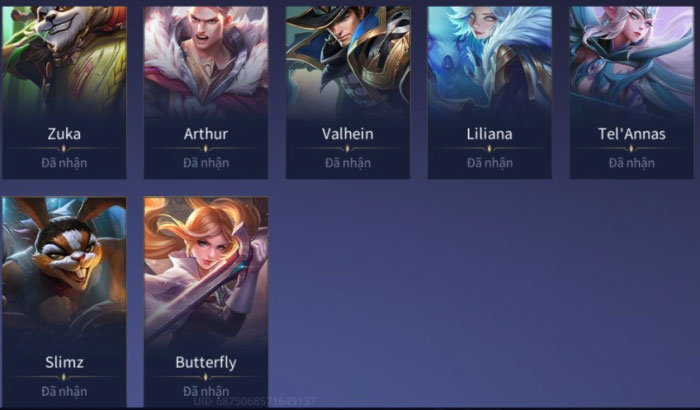 Zuka
Đã nhận
Arthur
Đã nhận
Valhein
Đã nhận
Liliana
Đã nhận
Tel'Annas
Đã nhận
Slimz
Đã nhận
Butterfly
Đã nhận
UID: 6875068571649137